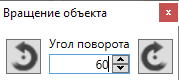 Вращение объекта
Угол поворота
60